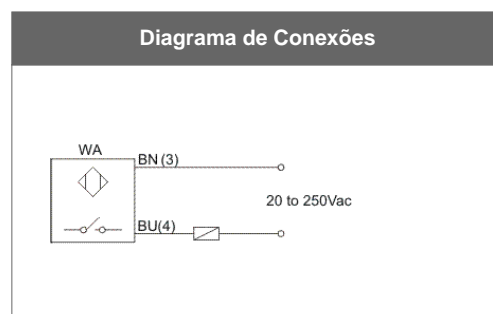 Diagrama de Conexões
WA
BN (3)
20 to 250Vac
BU(4)